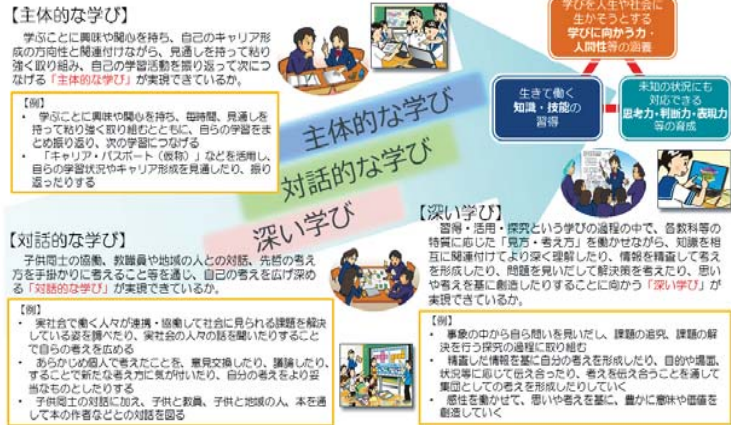 【主体的な学び】
学ぶことに興味や関心を持ち、自己のキャリア形
成の方向性と関連付けながら、見通しを持って粘り
強く取り組み、自己の学習活動を振り返って次につ
なげる「主体的な学び」が実現できているか。
【例】
・ 学ぶことに興味や関心を持ち、毎時間、見通しを
持って粘り強く取り組むとともに、自らの学習をま
とめ振り返り、次の学習につなげる
・ 「キャリア・パスポート（仮称）」などを活用し、
自らの学習状況やキャリア形成を見通したり、振り
返ったりする
学びを人生や社会に
生かそうとする
学びに向かう力・
人間性等の涵養
生きて働く
知識・技能の
習得
未知の状況にも
対応できる
思考力・判断力・表現力
等の育成
主体的な学び
対話的な学び
深い学び
【対話的な学び】
子供同士の協働、教職員や地域の人との対話、先哲の考え
方を手掛かりに考えること等を通じ、自己の考えを広げ深め
る「対話的な学び」が実現できているか。
【例】
・ 実社会で働く人々が連携・協働して社会に見られる課題を解決
している姿を調べたり、実社会の人々の話を聞いたりすること
で自らの考えを広める
・ あらかじめ個人で考えたことを、意見交換したり、議論したり、
することで新たな考え方に気が付いたり、自分の考えをより妥
当なものとしたりする
・ 子供同士の対話に加え、子供と教員、子供と地域の人、本を通
して本の作者などとの対話を図る
【深い学び】
習得・活用・探究という学びの過程の中で、各教科等の
特質に応じた「見方・考え方」を働かせながら、知識を相
互に関連付けてより深く理解したり、情報を精査して考え
を形成したり、問題を見いだして解決策を考えたり、思い
や考えを基に創造したりすることに向かう「深い学び」が
実現できているか。
【例】
・ 事象の中から自ら問いを見いだし、課題の追究、課題の解
決を行う探究の過程に取り組む
・ 精査した情報を基に自分の考えを形成したり、目的や場面、
状況等に応じて伝え合ったり、考えを伝え合うことを通して
集団としての考えを形成したりしていく
・ 感性を働かせて、思いや考えを基に、豊かに意味や価値を
創造していく